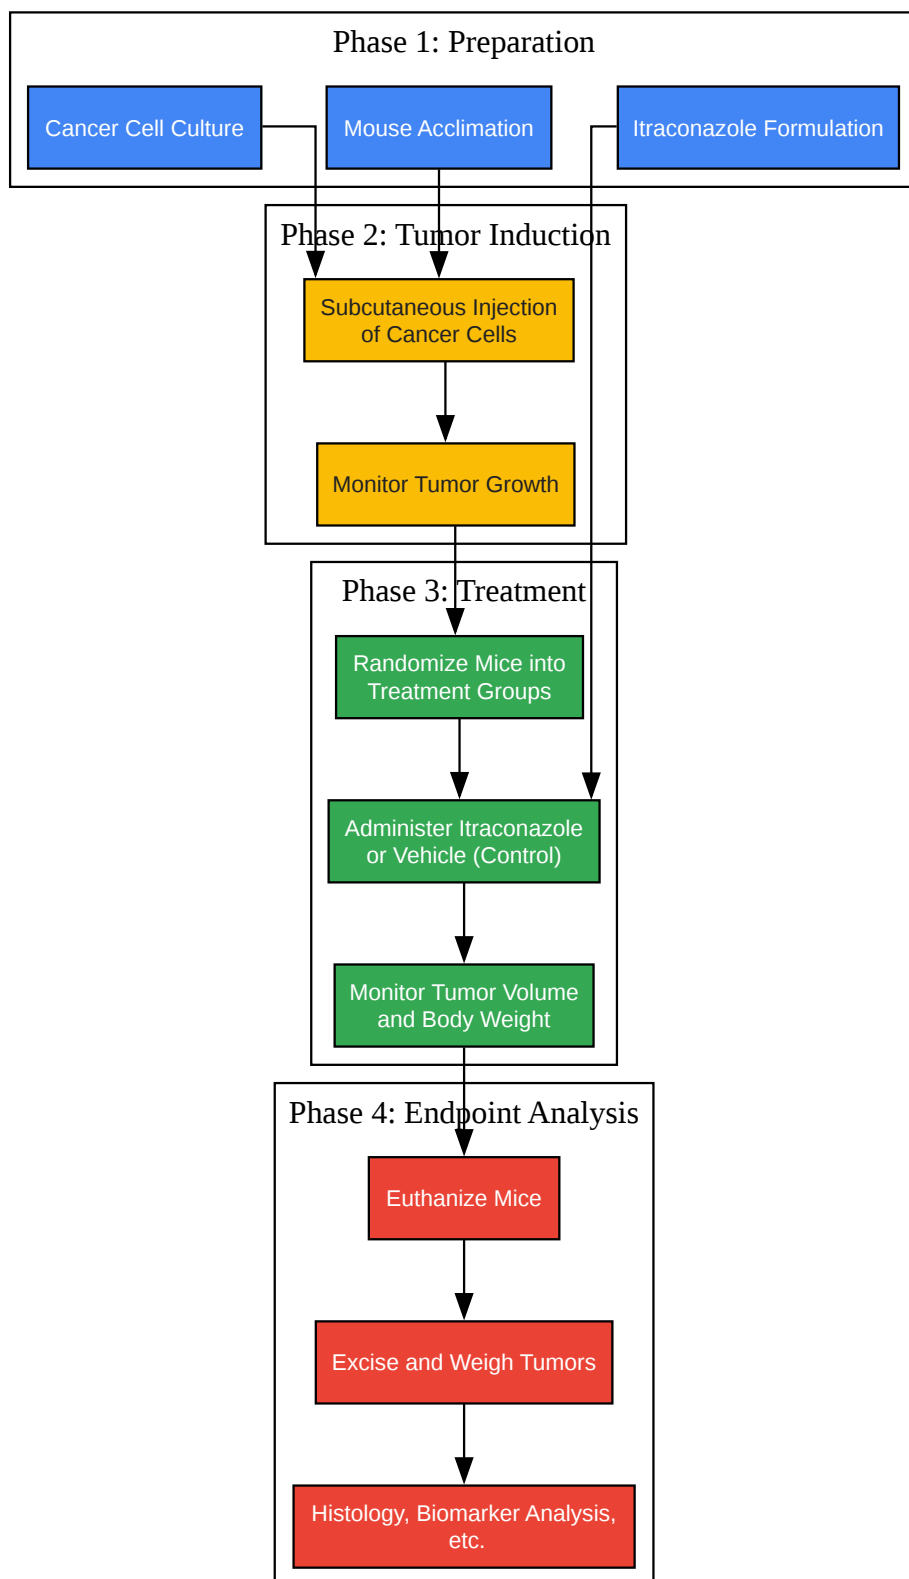 Phase 1: Preparation
Cancer Cell Culture
Mouse Acclimation
Itraconazole Formulation
Phase 2: Tumor Induction
Subcutaneous Injection
of Cancer Cells
Monitor Tumor Growth
Phase 3: Treatment
Randomize Mice into
Treatment Groups
Administer Itraconazole
or Vehicle (Control)
Monitor Tumor Volume
and Body Weight
Phase 4: Endpoint Analysis
Euthanize Mice
Excise and Weigh Tumors
Histology, Biomarker Analysis,
etc.